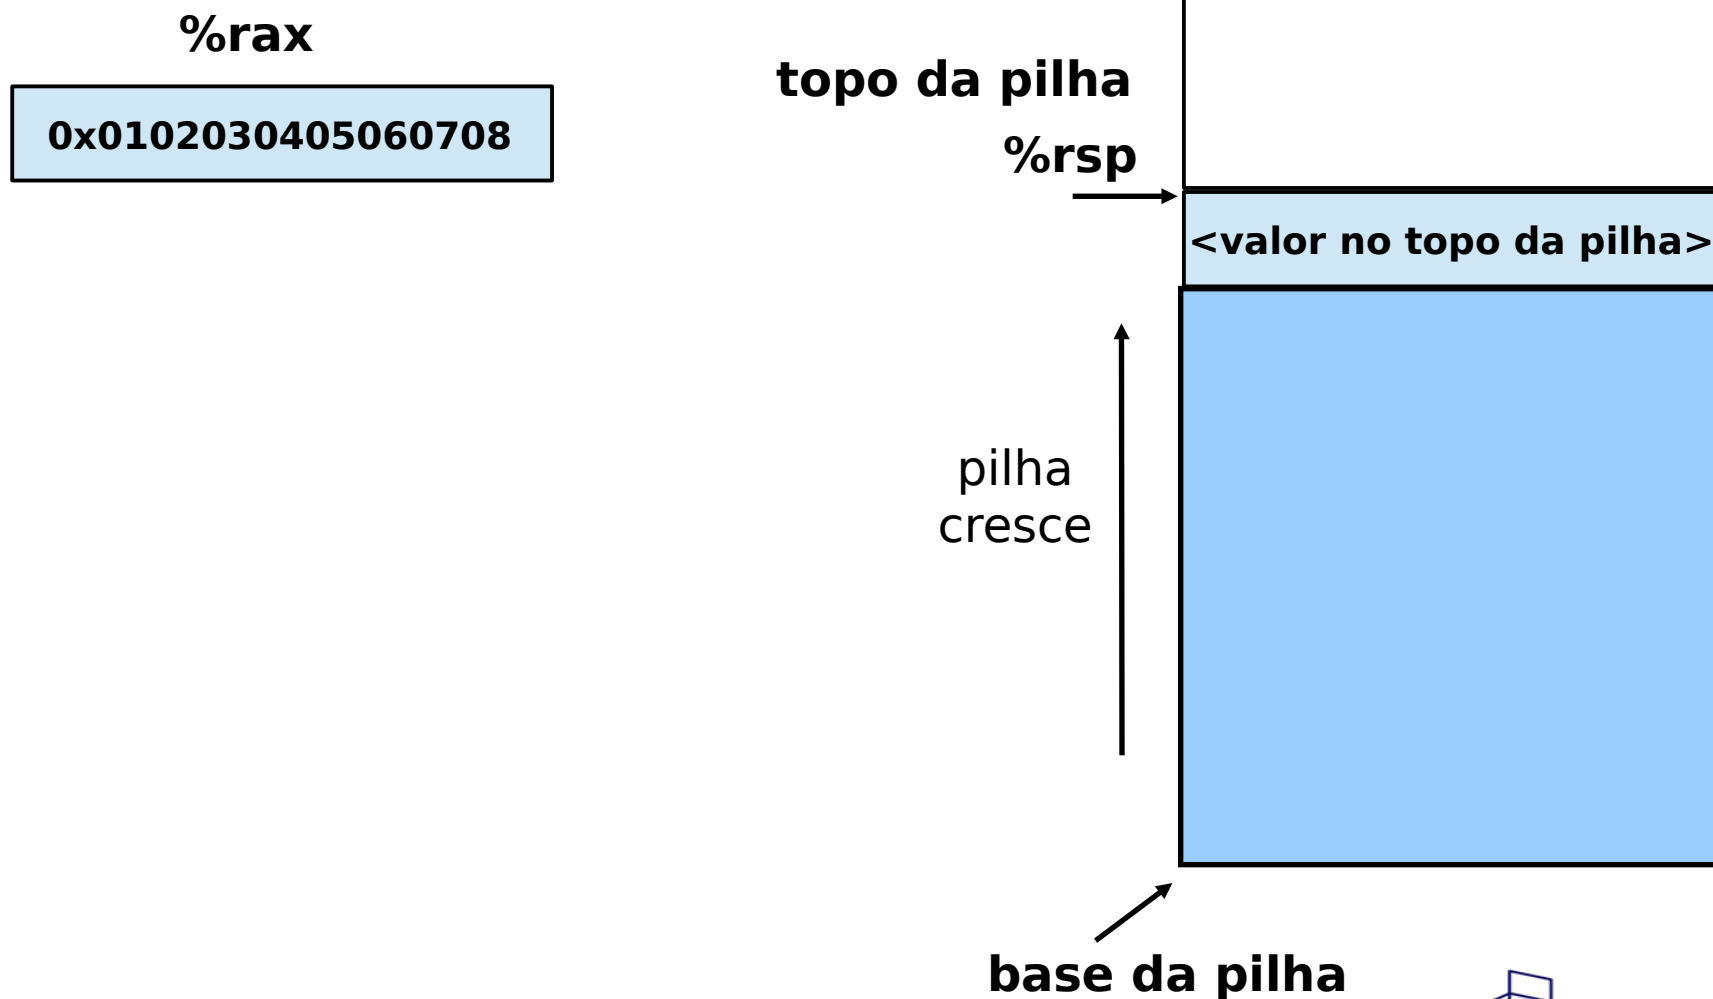 %rax
0x0102030405060708
topo da pilha
%rsp
<valor no topo da pilha>
pilha
cresce
base da pilha